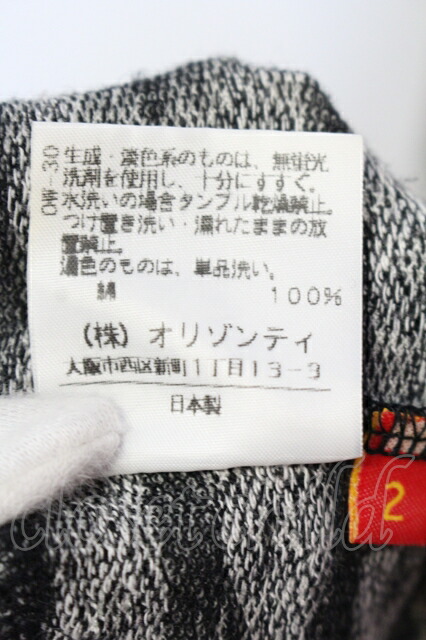 生成・淡色系のものは、無蛍光
洗剤を使用し、十分にすすぐ。
水洗いの場合タンブル乾燥禁止。
つけ置き洗い・濡れたままの放
置禁止。
濃色のものは、単品洗い。
綿 100%
(株) オリゾンティ
大阪市西区新町1丁目13-3
日本製
2